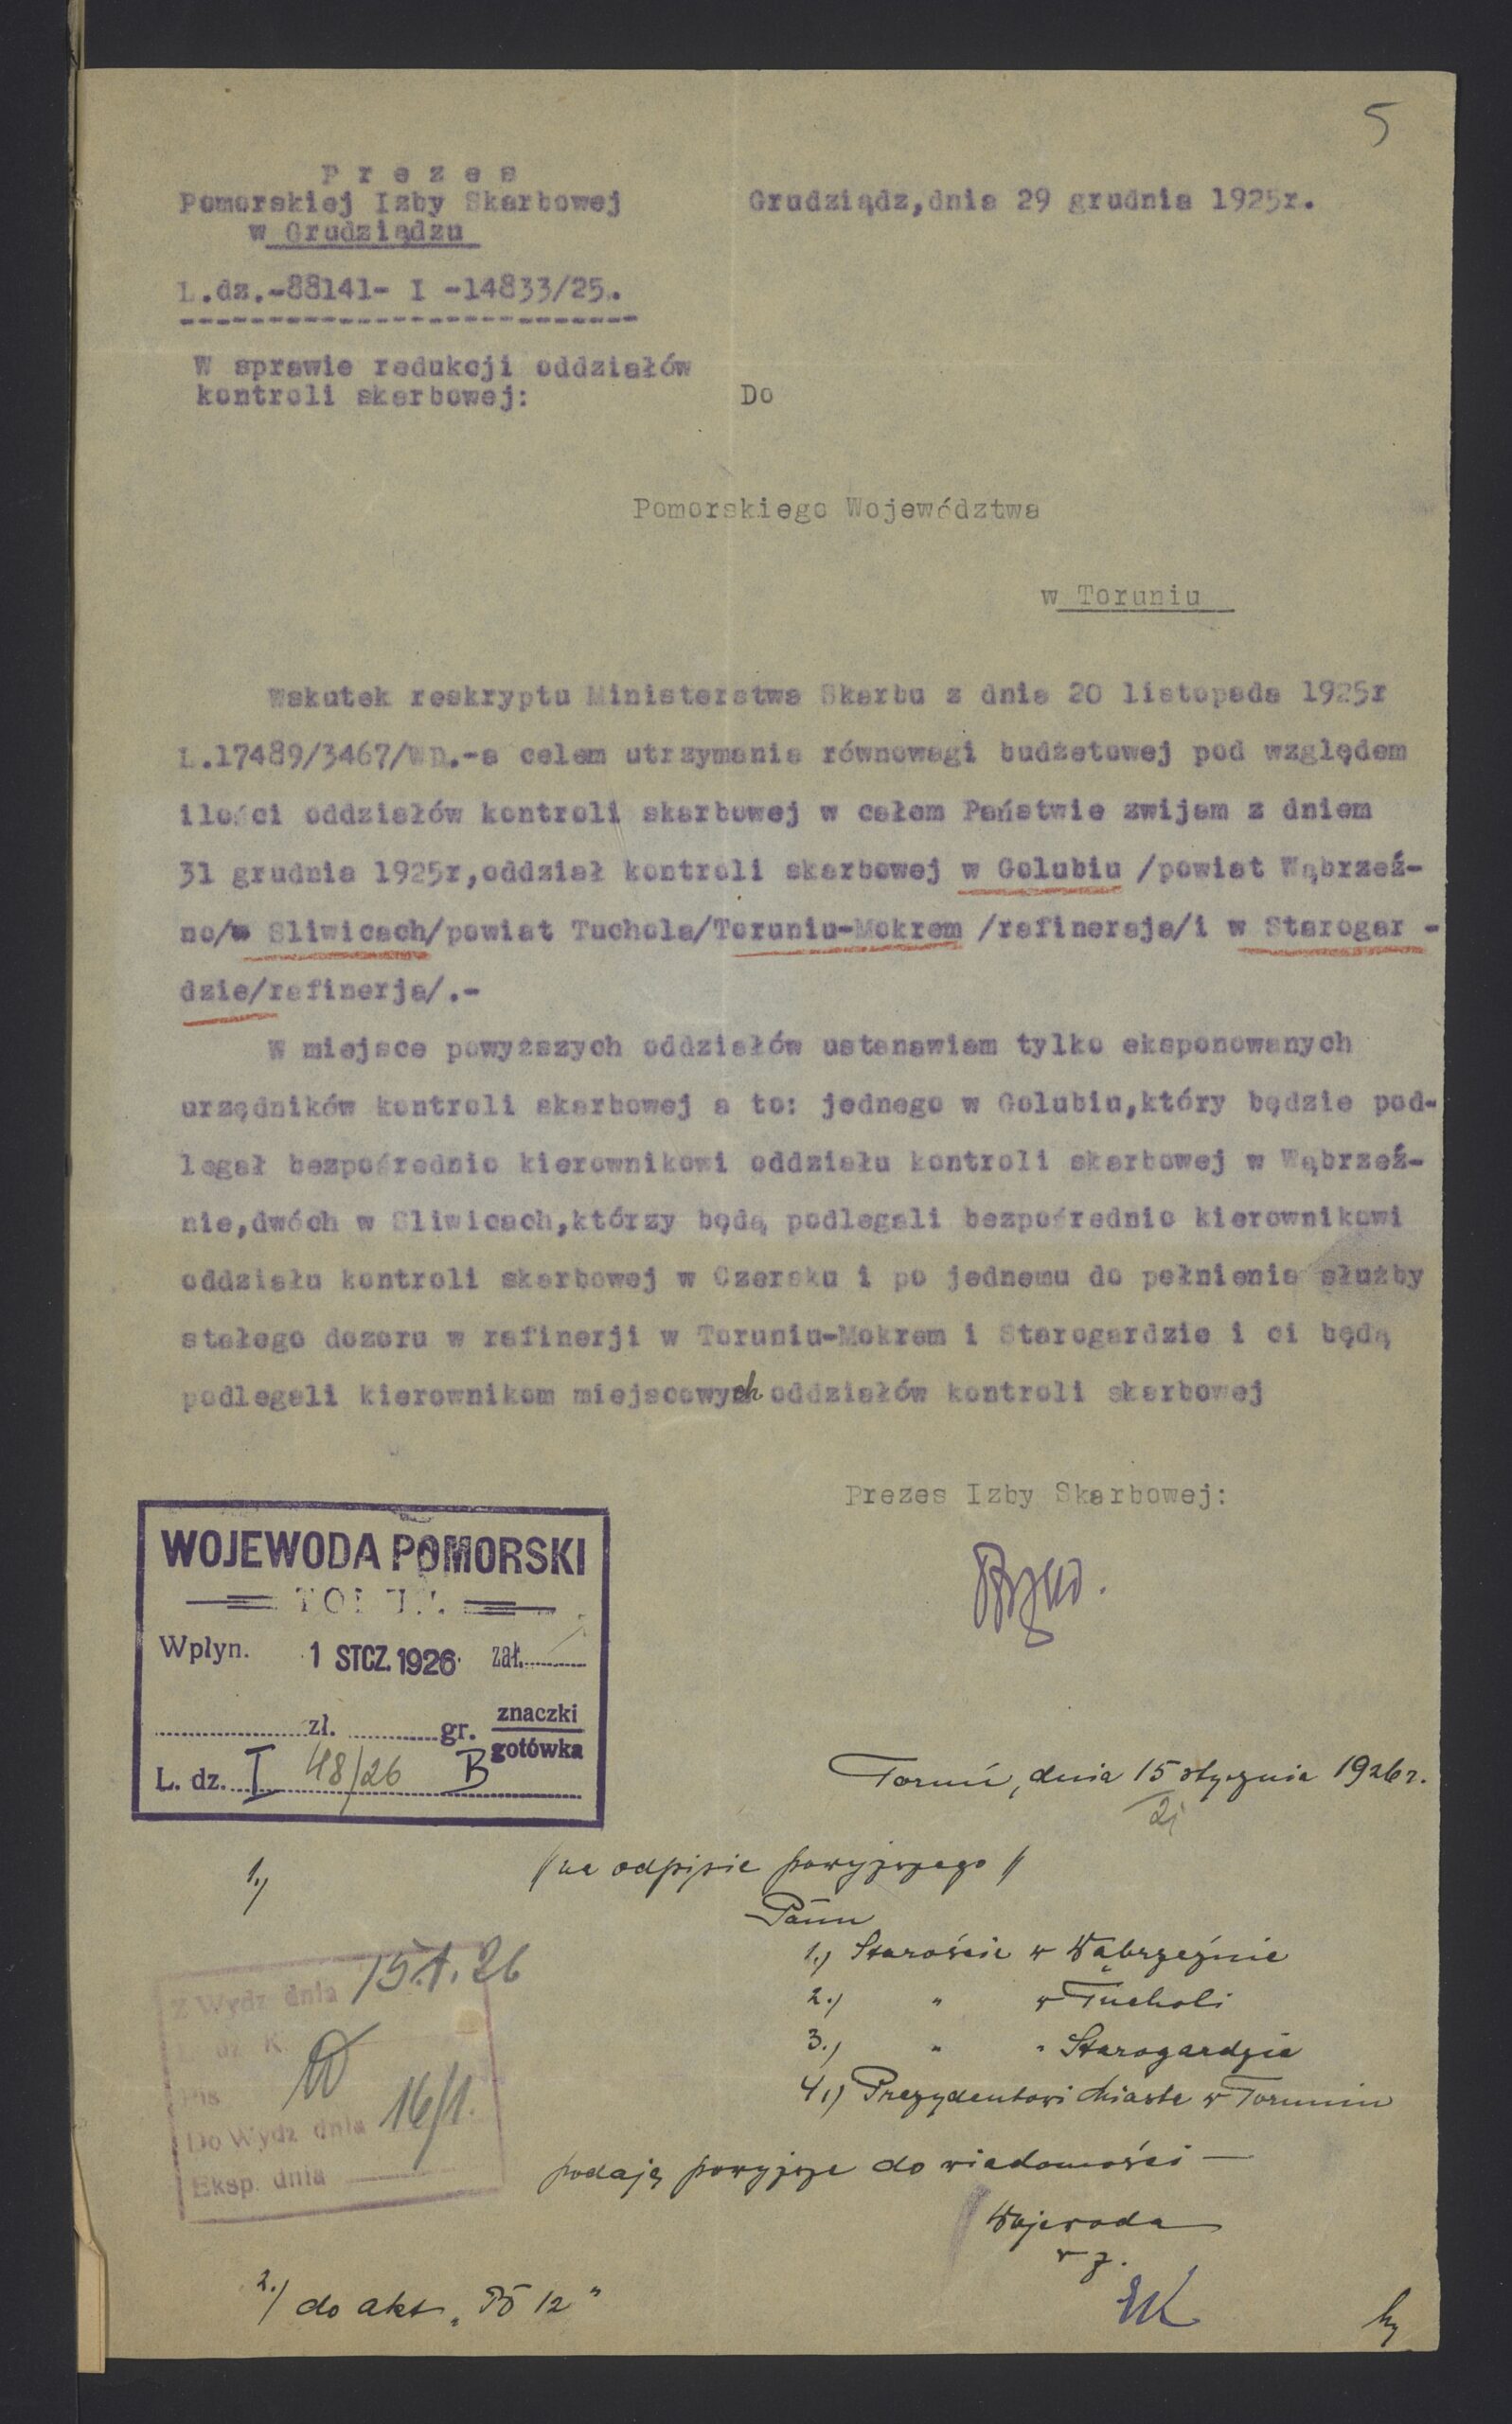 5
Prezes
Pomorskiej Izby Skarbowej
w Grudziądzu
Grudziądz,dnia 29 grudnia 1925r.
L.dz.-88141- I -14833/25.
W sprawie redukcji oddziałów
kontroli skarbowej:
Do
Pomorskiego Województwa
w Toruniu
Wskutek reskryptu Ministerstwa Skarbu z dnia 20 listopada 1925r
L.17489/3467/WD.-a celem utrzymania równowagi budżetowej pod względem
ilości oddziałów kontroli skarbowej w całem Państwie zwijam z dniem
31 grudnia 1925r,oddział kontroli skarbowej w Golubiu /powiat Wąbrzeź-
no/w Sliwicach/powiat Tuchola/Toruniu-Mokrem /rafineraja/i w Starogar -
dzie/rafinerja/.-
W miejsce powyższych oddziałów ustanawiam tylko eksponowanych
urzędników kontroli skarbowej a to: jednego w Golubiu,który będzie pod-
legał bezpośrednio kierownikowi oddziału kontroli skarbowej w Wąbrzeź-
nie,dwóch w Sliwicach,którzy będą podlegali bezpośrednio kierownikowi
oddziału kontroli skarbowej w Czersku i po jednemu do pełnienia służby
stałego dozoru w rafinerji w Toruniu-Mokrem i Starogardzie i ci będą
podlegali kierownikom miejscowych oddziałów kontroli skarbowej
Prezes Izby Skarbowej:
WOJEWODA POMORSKI
Wpłyn. 1 STCZ. 1926 zał.
zł. gr. znaczki
gotówka
L. dz. I 48/26 B
Toruń, dnia 15 stycznia 1926 r.
1.) // na odpisie powyższego //
Panu
1.) Staroście w Wąbrzeźnie
2.) " w Tucholi
3.) " " Starogardzie
4.) Prezydentowi Miasta w Toruniu
podaję powyższe do wiadomości —
Wojewoda
w z.
Z Wydz dnia 15.1.26
Do Wydz dnia 16/1.
Eksp. dnia
2.) do akt "